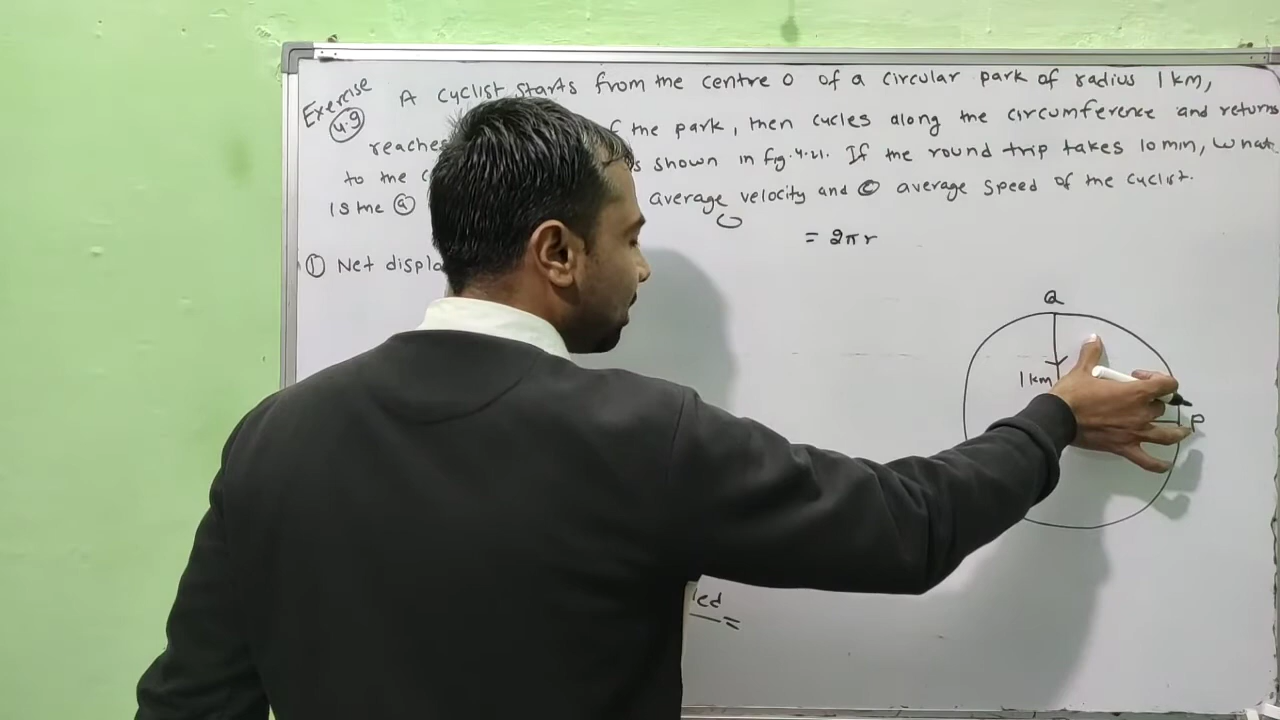 Exercise 4.9
A cyclist starts from the centre O of a circular park of radius 1 km,
reaches the park, then cycles along the circumference and returns
to the shown in fig. 4.21. If the round trip takes 10 min, what
is the (a) average velocity and (c) average speed of the cyclist.
= 2πr
① Net displa
Q
1 km
P
led =